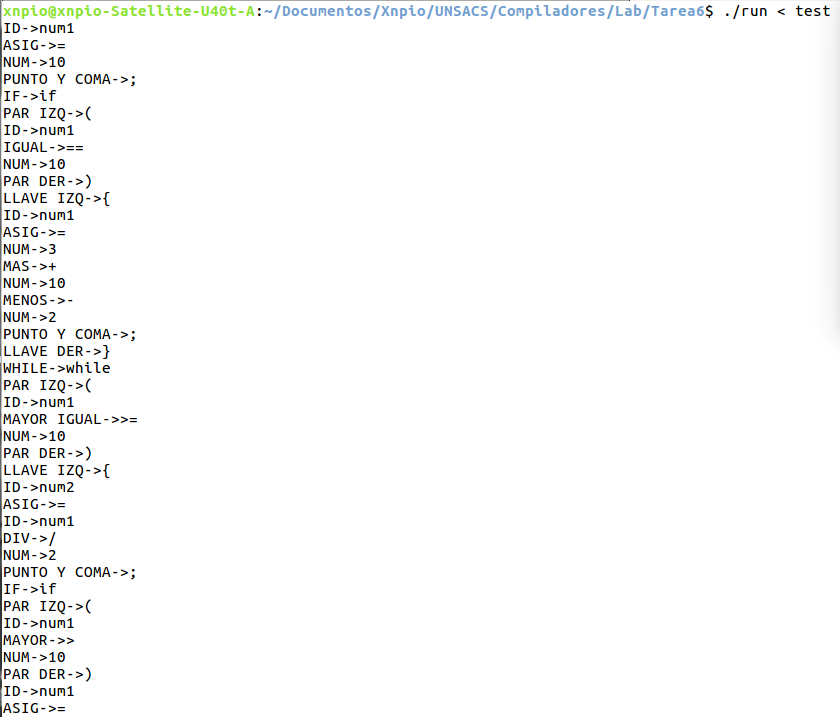 xnpio@xnpio-Satellite-U40t-A:~/Documentos/Xnpio/UNSACS/Compiladores/Lab/Tarea6$ ./run < test
ID->num1
ASIG->=
NUM->10
PUNTO Y COMA->;
IF->if
PAR IZQ->(
ID->num1
IGUAL->==
NUM->10
PAR DER->)
LLAVE IZQ->{
ID->num1
ASIG->=
NUM->3
MAS->+
NUM->10
MENOS->-
NUM->2
PUNTO Y COMA->;
LLAVE DER->}
WHILE->while
PAR IZQ->(
ID->num1
MAYOR IGUAL->>=
NUM->10
PAR DER->)
LLAVE IZQ->{
ID->num2
ASIG->=
ID->num1
DIV->/
NUM->2
PUNTO Y COMA->;
IF->if
PAR IZQ->(
ID->num1
MAYOR->>
NUM->10
PAR DER->)
ID->num1
ASIG->=